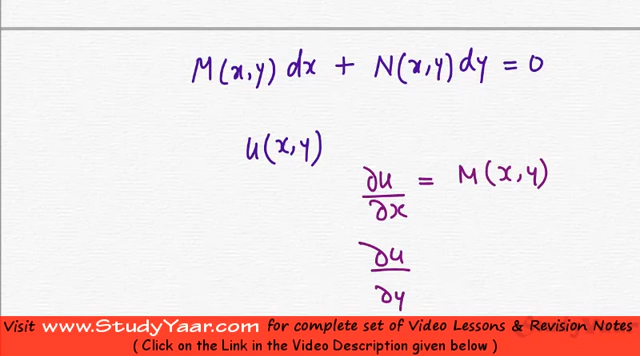 M(x,y) dx + N(x,y) dy = 0
u(x,y)
∂u/∂x = M(x,y)
∂u/∂y
Visit www.StudyYaar.com for complete set of Video Lessons & Revision Notes
( Click on the Link in the Video Description given below )